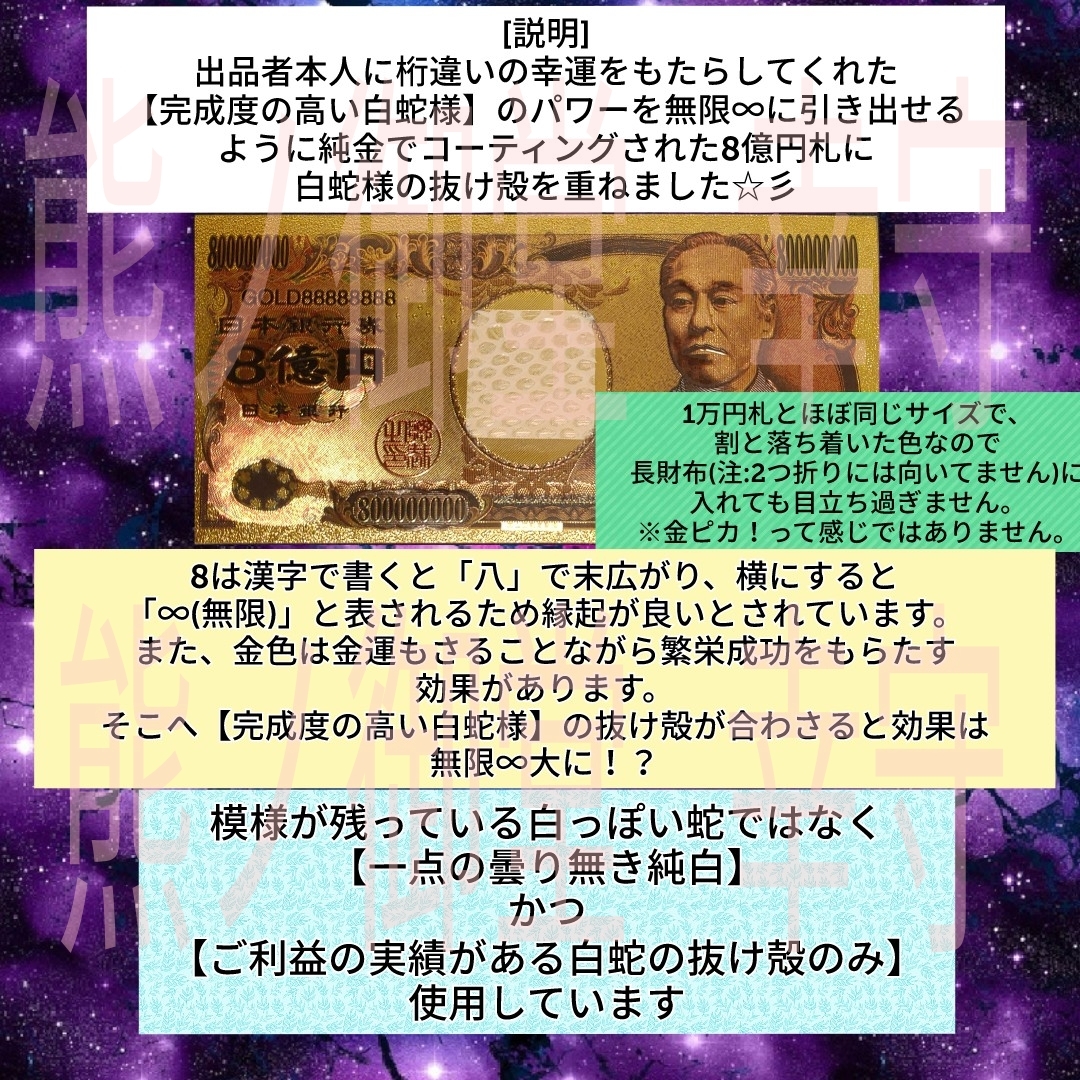 [説明]
出品者本人に桁違いの幸運をもたらしてくれた
【完成度の高い白蛇様】のパワーを無限∞に引き出せる
ように純金でコーティングされた8億円札に
白蛇様の抜け殻を重ねました☆彡
800000000
800000000
GOLD88888888
日本銀行券
8億円
日本銀行
800000000
1万円札とほぼ同じサイズで、
割と落ち着いた色なので
長財布(注:2つ折りには向いてません)に
入れても目立ち過ぎません。
※金ピカ！って感じではありません。
8は漢字で書くと「八」で末広がり、横にすると
「∞(無限)」と表されるため縁起が良いとされています。
また、金色は金運もさることながら繁栄成功をもらたす
効果があります。
そこへ【完成度の高い白蛇様】の抜け殻が合わさると効果は
無限∞大に！？
模様が残っている白っぽい蛇ではなく
【一点の曇り無き純白】
かつ
【ご利益の実績がある白蛇の抜け殻のみ】
使用しています